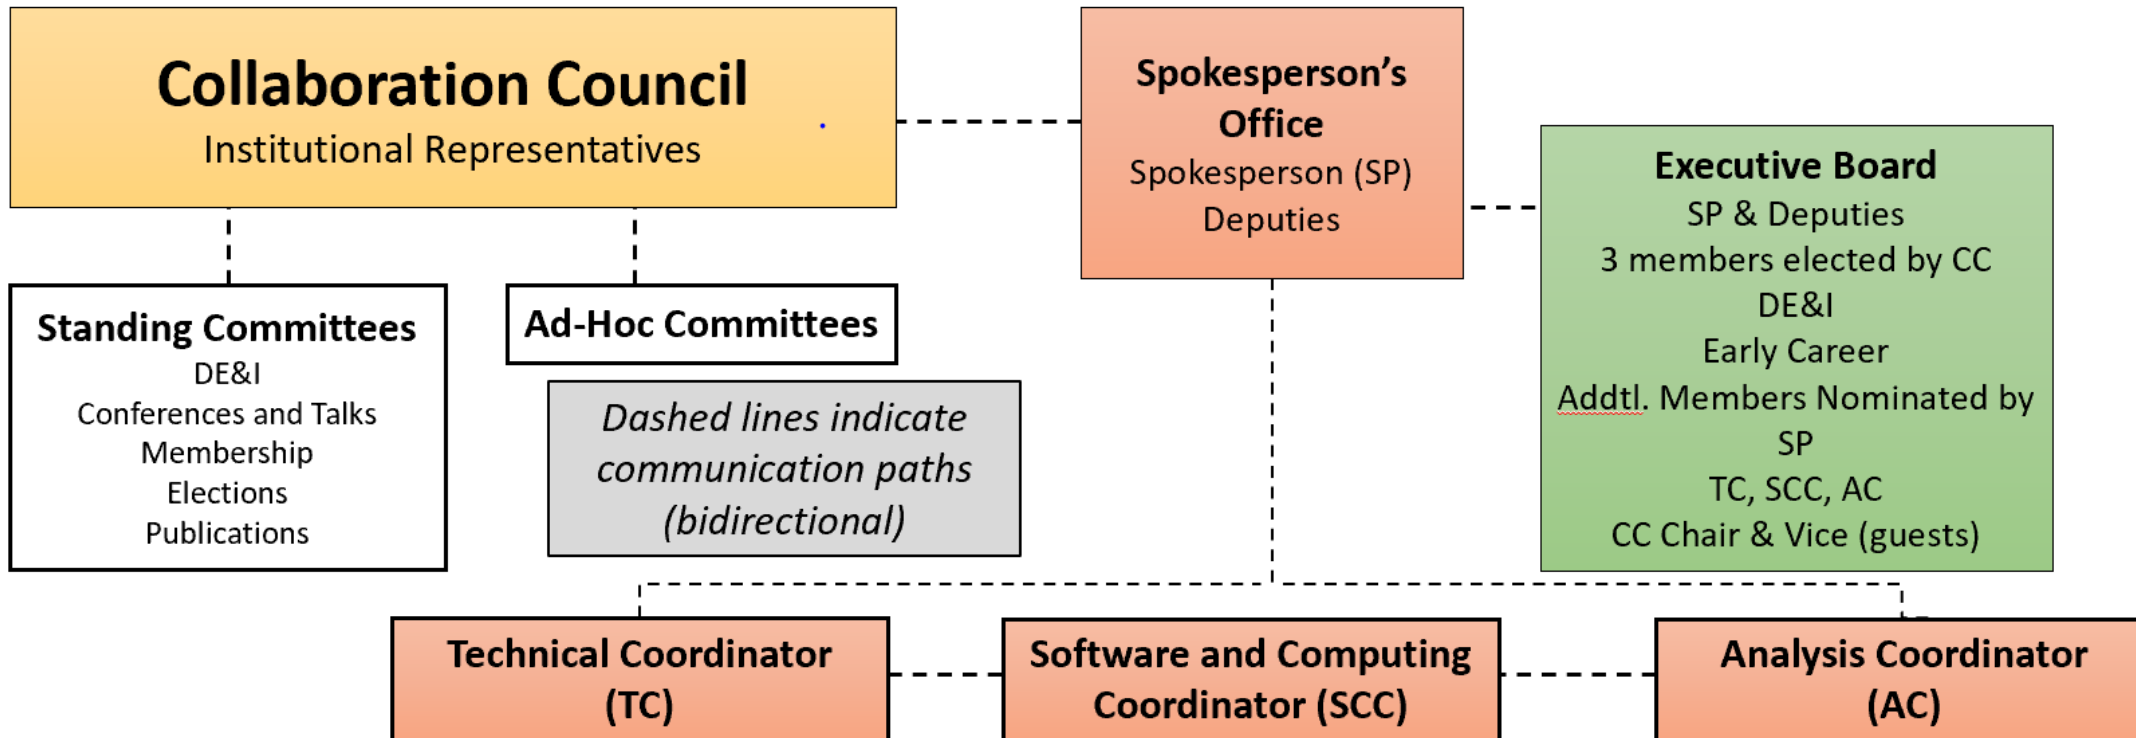 Collaboration Council
Institutional Representatives
Spokesperson’s
Office
Spokesperson (SP)
Deputies
Executive Board
SP & Deputies
3 members elected by CC
DE&I
Early Career
Addtl. Members Nominated by
SP
TC, SCC, AC
CC Chair & Vice (guests)
Standing Committees
DE&I
Conferences and Talks
Membership
Elections
Publications
Ad-Hoc Committees
Dashed lines indicate
communication paths
(bidirectional)
Technical Coordinator
(TC)
Software and Computing
Coordinator (SCC)
Analysis Coordinator
(AC)